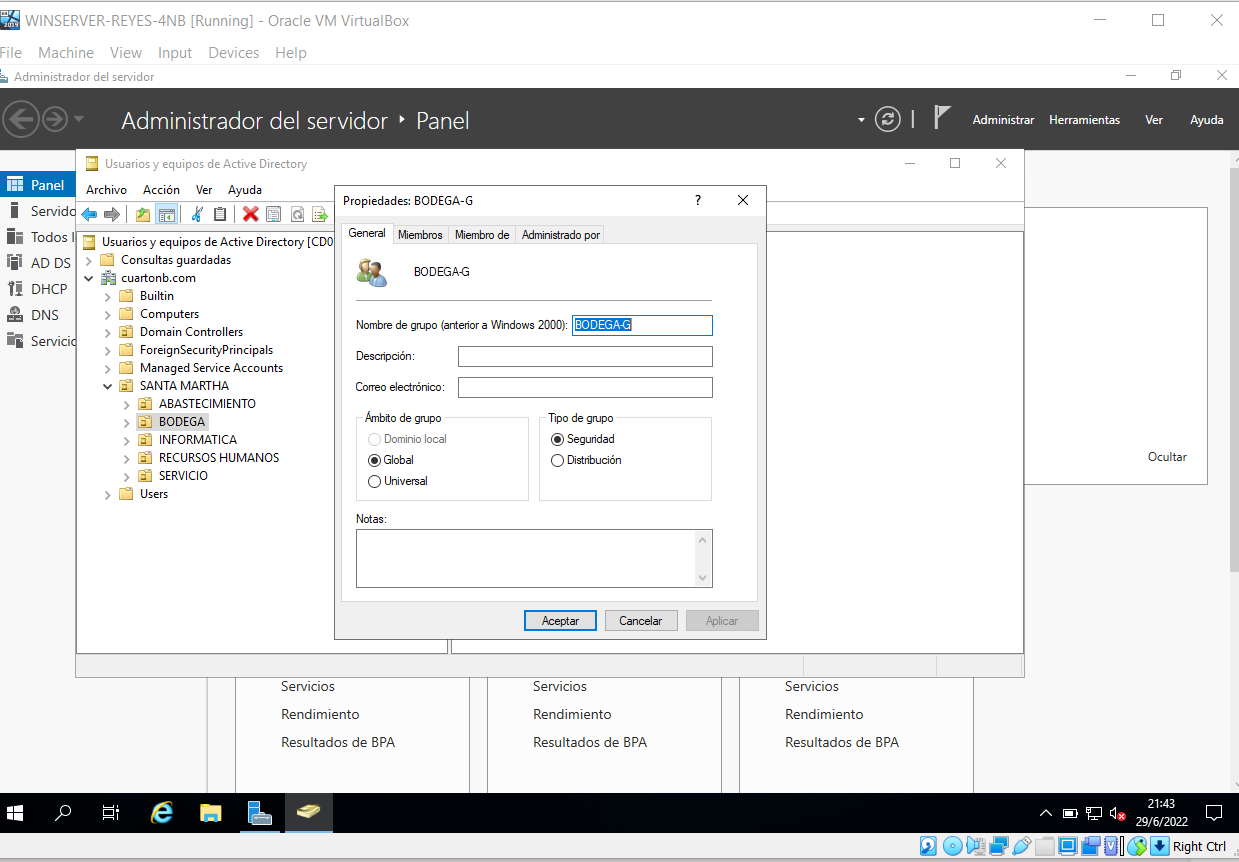 WINSERVER-REYES-4NB [Running] - Oracle VM VirtualBox
File Machine View Input Devices Help
Administrador del servidor
Administrador del servidor Panel
Administrar Herramientas Ver Ayuda
Usuarios y equipos de Active Directory
Archivo Acción Ver Ayuda
Panel
Servido
Todos l
AD DS
DHCP
DNS
Servicio
Usuarios y equipos de Active Directory [CD0
Consultas guardadas
cuartonb.com
Builtin
Computers
Domain Controllers
ForeignSecurityPrincipals
Managed Service Accounts
SANTA MARTHA
ABASTECIMIENTO
BODEGA
INFORMATICA
RECURSOS HUMANOS
SERVICIO
Users
Propiedades: BODEGA-G
?
General Miembros Miembro de Administrado por
BODEGA-G
Nombre de grupo (anterior a Windows 2000): BODEGA-G
Descripción:
Correo electrónico:
Ámbito de grupo
Dominio local
Global
Universal
Tipo de grupo
Seguridad
Distribución
Notas:
Aceptar Cancelar Aplicar
Ocultar
Servicios
Rendimiento
Resultados de BPA
Servicios
Rendimiento
Resultados de BPA
Servicios
Rendimiento
Resultados de BPA
21:43
29/6/2022
Right Ctrl